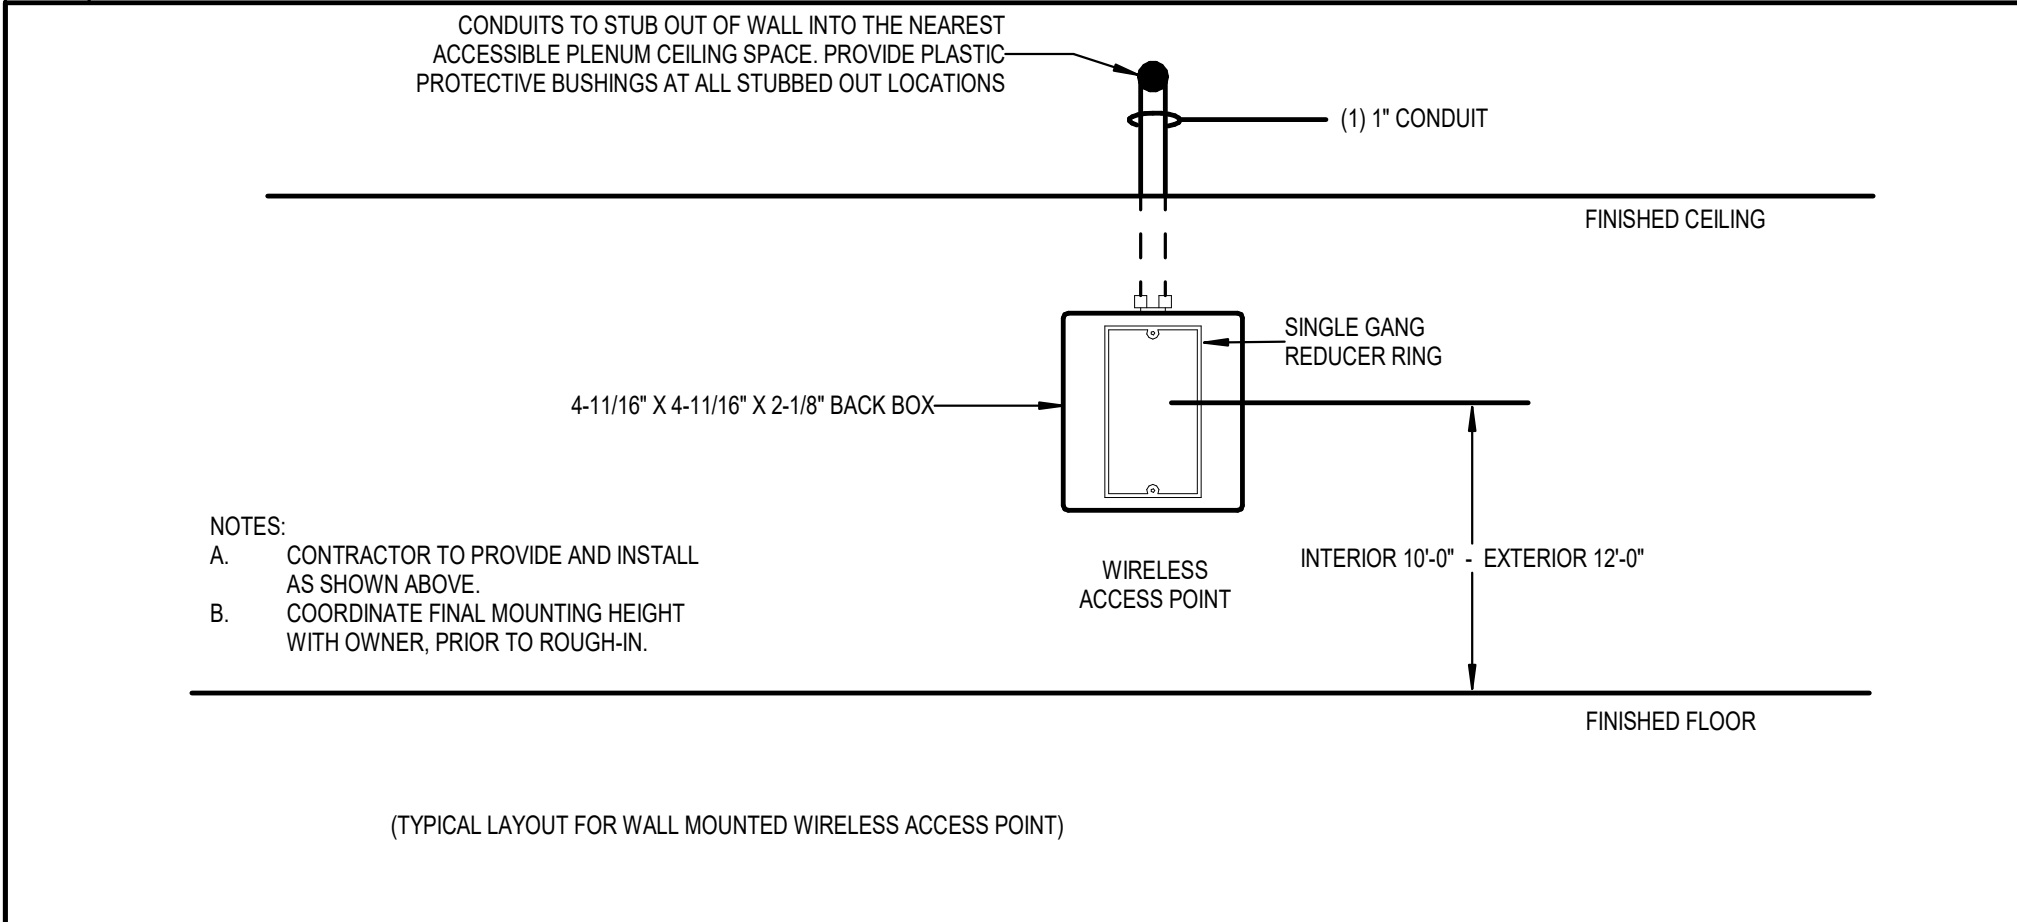 CONDUITS TO STUB OUT OF WALL INTO THE NEAREST
ACCESSIBLE PLENUM CEILING SPACE. PROVIDE PLASTIC
PROTECTIVE BUSHINGS AT ALL STUBBED OUT LOCATIONS
(1) 1" CONDUIT
FINISHED CEILING
SINGLE GANG
REDUCER RING
4-11/16" X 4-11/16" X 2-1/8" BACK BOX
NOTES:
A. CONTRACTOR TO PROVIDE AND INSTALL
AS SHOWN ABOVE.
B. COORDINATE FINAL MOUNTING HEIGHT
WITH OWNER, PRIOR TO ROUGH-IN.
WIRELESS
ACCESS POINT
INTERIOR 10'-0" - EXTERIOR 12'-0"
FINISHED FLOOR
(TYPICAL LAYOUT FOR WALL MOUNTED WIRELESS ACCESS POINT)